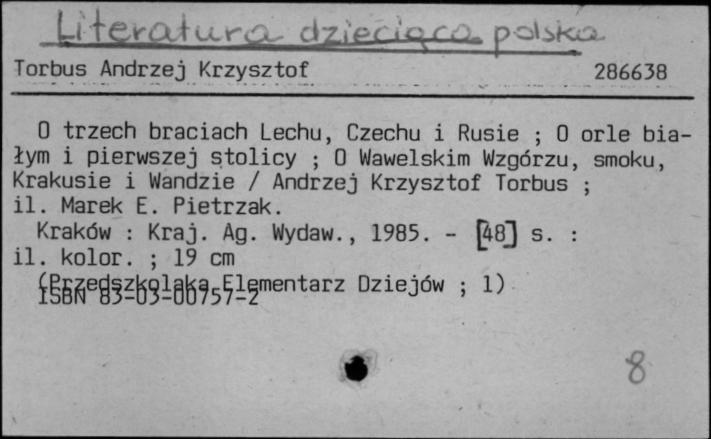 Literatura dziecięca polska
Torbus Andrzej Krzysztof 286638
O trzech braciach Lechu, Czechu i Rusie ; O orle bia-
łym i pierwszej stolicy ; O Wawelskim Wzgórzu, smoku,
Krakusie i Wandzie / Andrzej Krzysztof Torbus ;
il. Marek E. Pietrzak.
Kraków : Kraj. Ag. Wydaw., 1985. - [48] s. :
il. kolor. ; 19 cm
(Przedszkolaka Elementarz Dziejów ; 1)
ISBN 83-03-00757-2
8